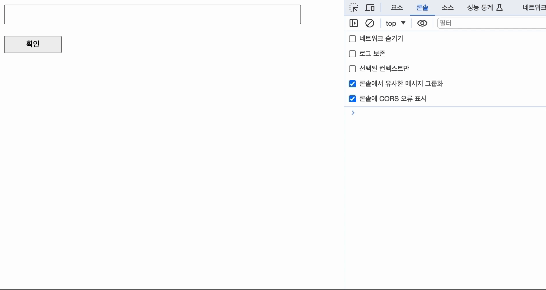 확인
요소 콘솔 소스 성능 통계 네트워크
top 필터
네트워크 숨기기
로그 보존
선택된 컨텍스트만
콘솔에서 유사한 메시지 그룹화
콘솔에 CORS 오류 표시